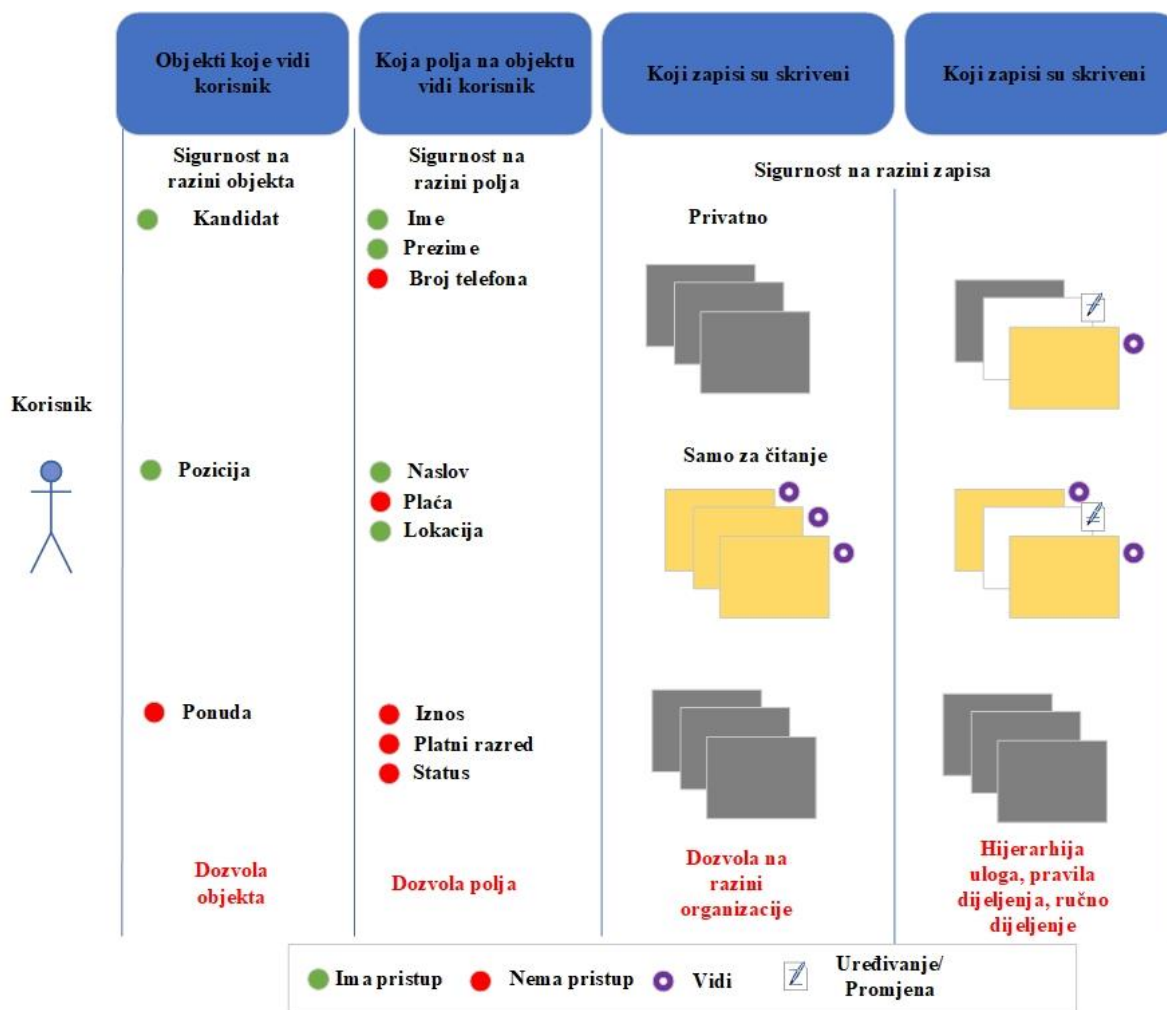 Objekti koje vidi
korisnik
Koja polja na objektu
vidi korisnik
Koji zapisi su skriveni
Koji zapisi su skriveni
Sigurnost na
razini objekta
Sigurnost na
razini polja
Sigurnost na razini zapisa
Kandidat
Ime
Prezime
Broj telefona
Privatno
Korisnik
Pozicija
Naslov
Plaća
Lokacija
Samo za čitanje
Ponuda
Iznos
Platni razred
Status
Dozvola
objekta
Dozvola polja
Dozvola na
razini
organizacije
Hijerarhija
uloga, pravila
dijeljenja, ručno
dijeljenje
Ima pristup
Nema pristup
Vidi
Uređivanje/
Promjena